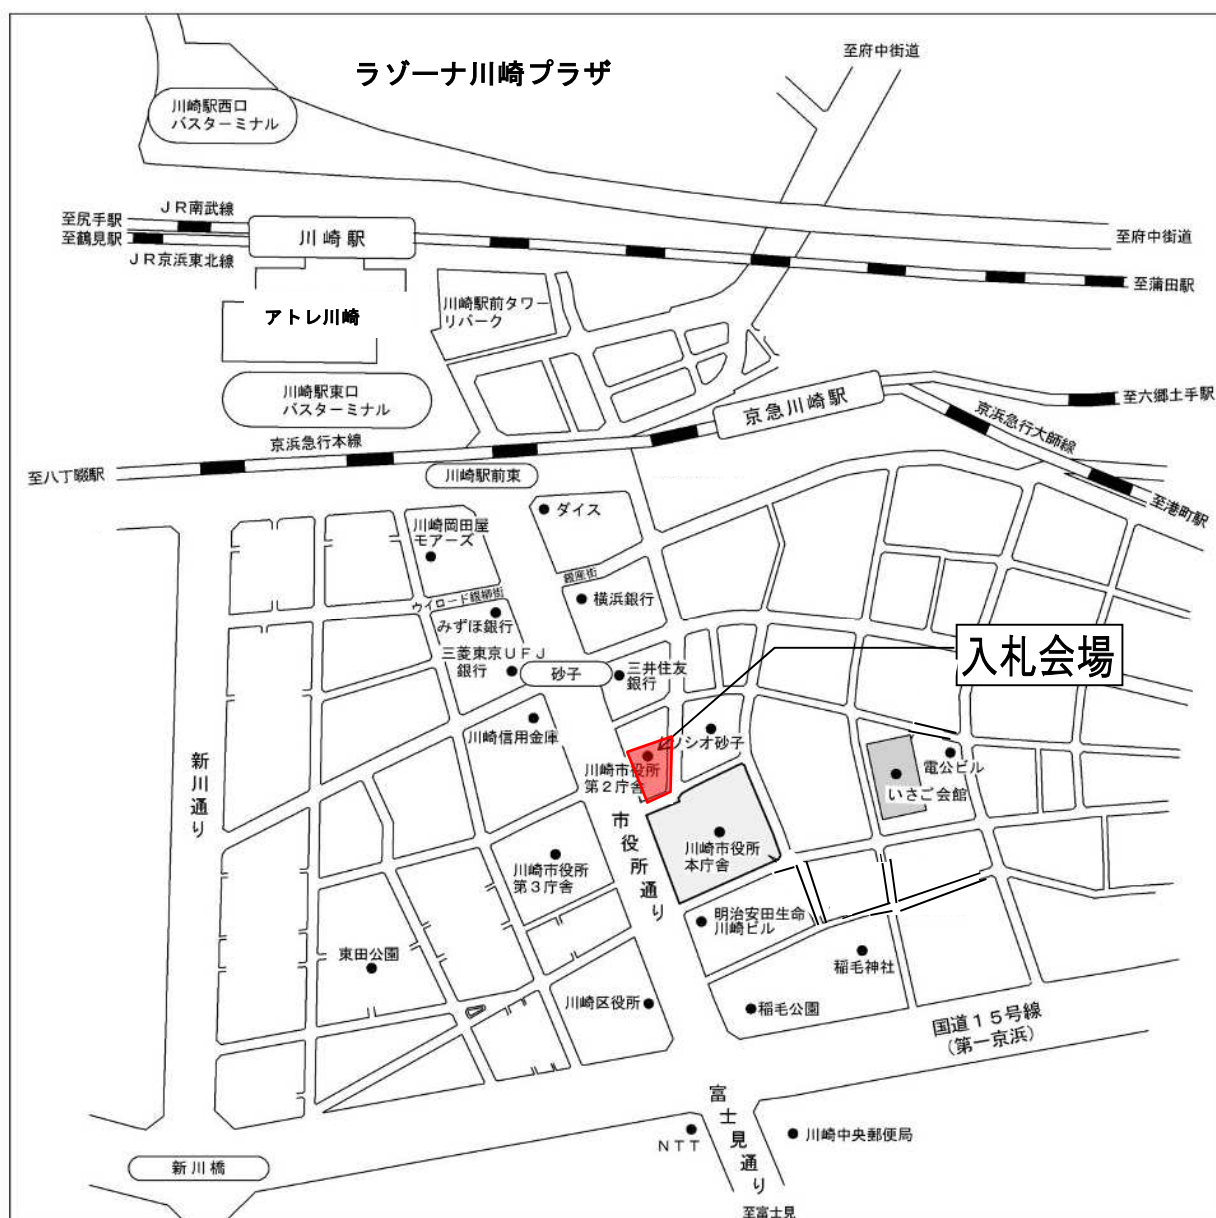 至府中街道
ラゾーナ川崎プラザ
川崎駅西口
バスターミナル
ＪＲ南武線
至尻手駅
至鶴見駅
川崎駅
至府中街道
ＪＲ京浜東北線
至蒲田駅
川崎駅前タワー
リバーク
アトレ川崎
川崎駅東口
バスターミナル
京急川崎駅
至六郷土手駅
京浜急行大師線
京浜急行本線
至八丁畷駅
川崎駅前東
至港町駅
ダイス
川崎岡田屋
モアーズ
銀座街
ウイロード銀柳街
横浜銀行
みずほ銀行
入札会場
三菱東京ＵＦＪ
銀行
砂子
三井住友
銀行
川崎信用金庫
ソシオ砂子
新川通り
川崎市役所
第２庁舎
電公ビル
いさご会館
市役所通り
川崎市役所
本庁舎
川崎市役所
第３庁舎
明治安田生命
川崎ビル
東田公園
稲毛神社
川崎区役所
稲毛公園
国道１５号線
（第一京浜）
富士見通り
ＮＴＴ
川崎中央郵便局
新川橋
至富士見